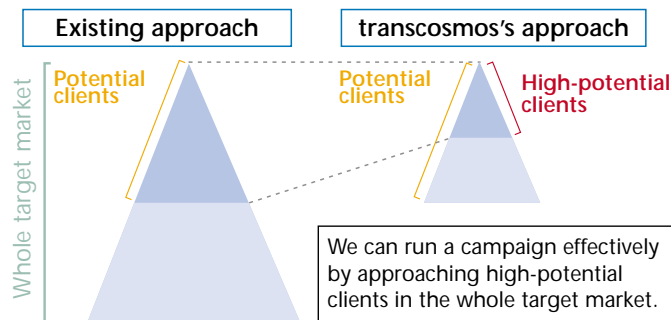 Existing approach
transcosmos's approach
Whole target market
Potential
clients
Potential
clients
High-potential
clients
We can run a campaign effectively
by approaching high-potential
clients in the whole target market.